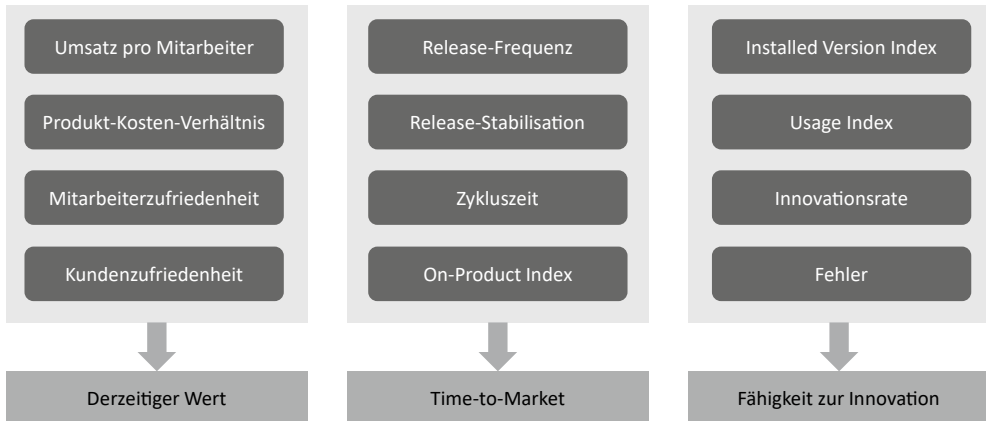 Umsatz pro Mitarbeiter
Produkt-Kosten-Verhältnis
Mitarbeiterzufriedenheit
Kundenzufriedenheit
Derzeitiger Wert
Release-Frequenz
Release-Stabilisation
Zykluszeit
On-Product Index
Time-to-Market
Installed Version Index
Usage Index
Innovationsrate
Fehler
Fähigkeit zur Innovation